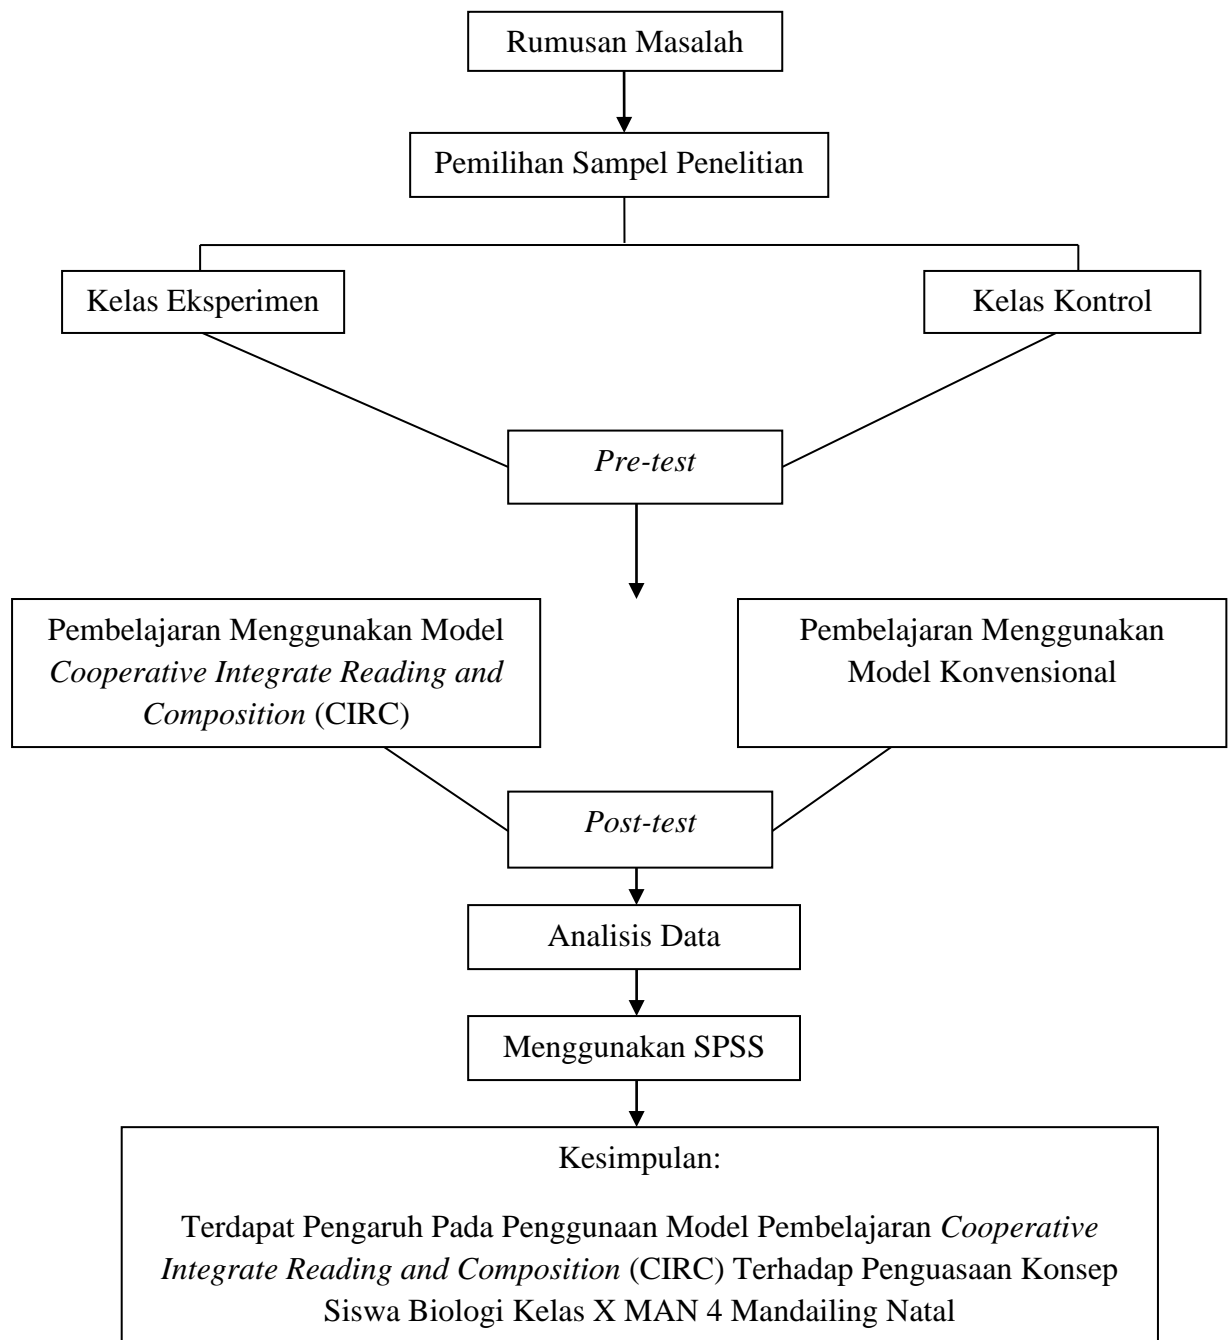 Rumusan Masalah
Pemilihan Sampel Penelitian
Kelas Eksperimen
Kelas Kontrol
Pre-test
Pembelajaran Menggunakan Model
Cooperative Integrate Reading and
Composition (CIRC)
Pembelajaran Menggunakan
Model Konvensional
Post-test
Analisis Data
Menggunakan SPSS
Kesimpulan:
Terdapat Pengaruh Pada Penggunaan Model Pembelajaran Cooperative
Integrate Reading and Composition (CIRC) Terhadap Penguasaan Konsep
Siswa Biologi Kelas X MAN 4 Mandailing Natal